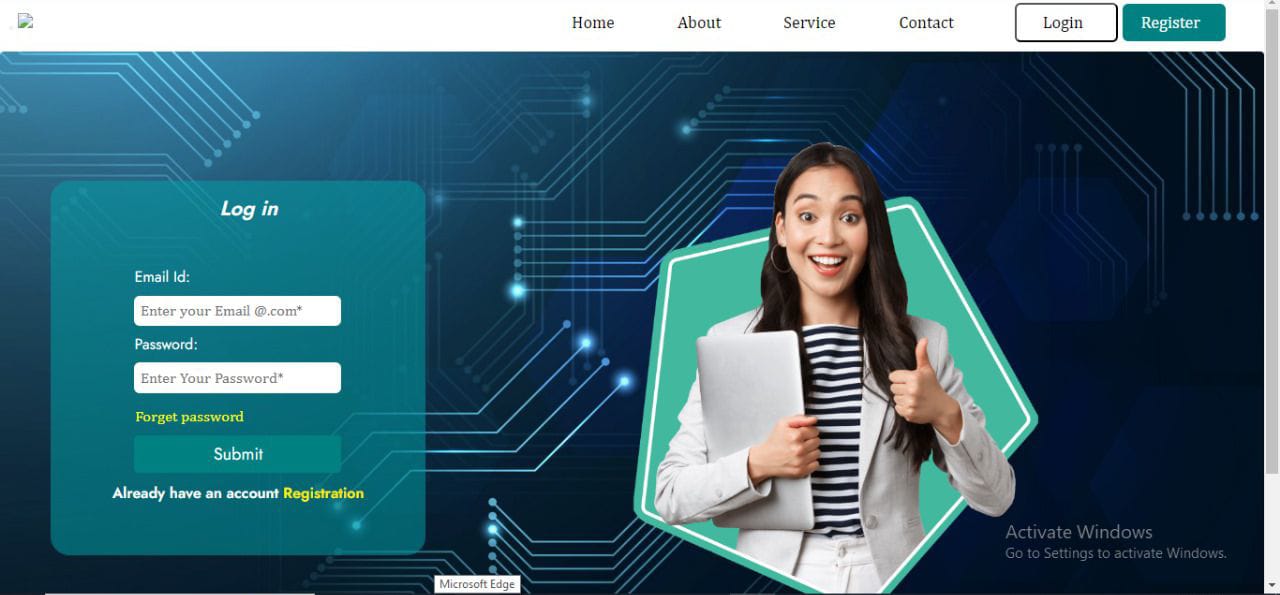 Home About Service Contact Login Register
Log in
Email Id:
Enter your Email @.com*
Password:
Enter Your Password*
Forget password
Submit
Already have an account Registration
Activate Windows
Go to Settings to activate Windows.
Microsoft Edge